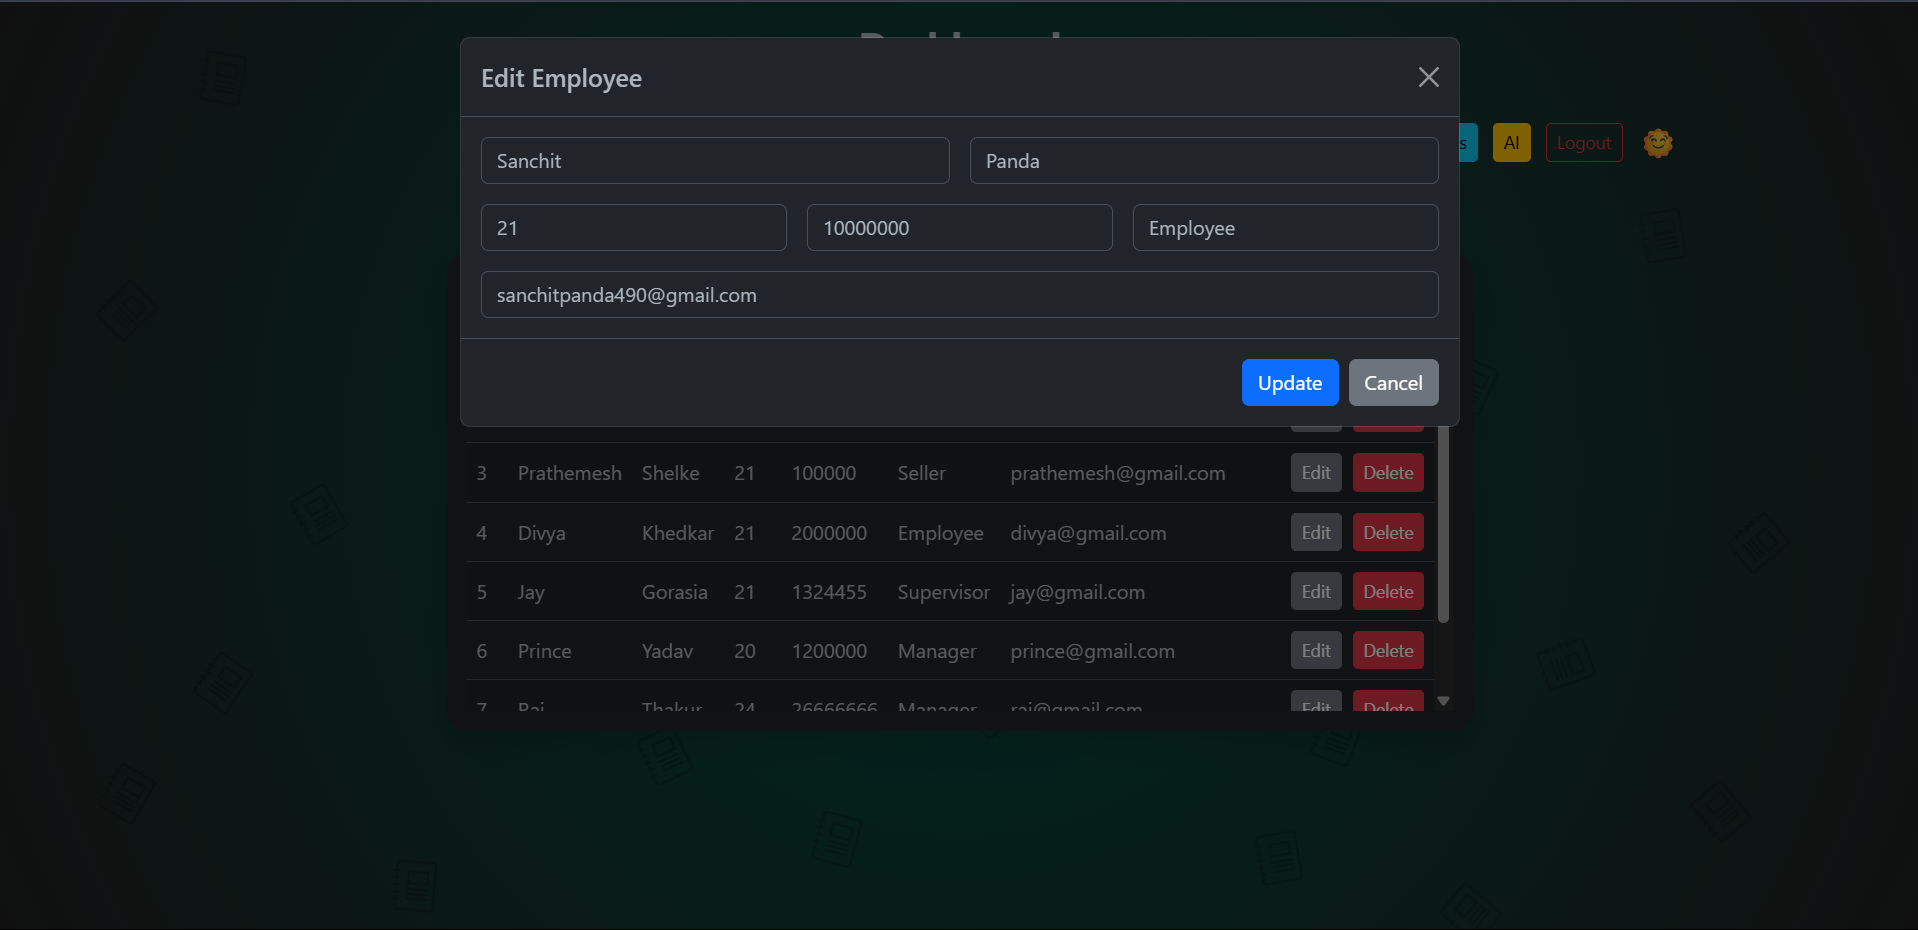 Edit Employee
Sanchit Panda
21 10000000 Employee
sanchitpanda490@gmail.com
Update Cancel
s AI Logout
3 Prathemesh Shelke 21 100000 Seller prathemesh@gmail.com Edit Delete
4 Divya Khedkar 21 2000000 Employee divya@gmail.com Edit Delete
5 Jay Gorasia 21 1324455 Supervisor jay@gmail.com Edit Delete
6 Prince Yadav 20 1200000 Manager prince@gmail.com Edit Delete
7 Raj Thakur 24 26666666 Manager raj@gmail.com Edit Delete